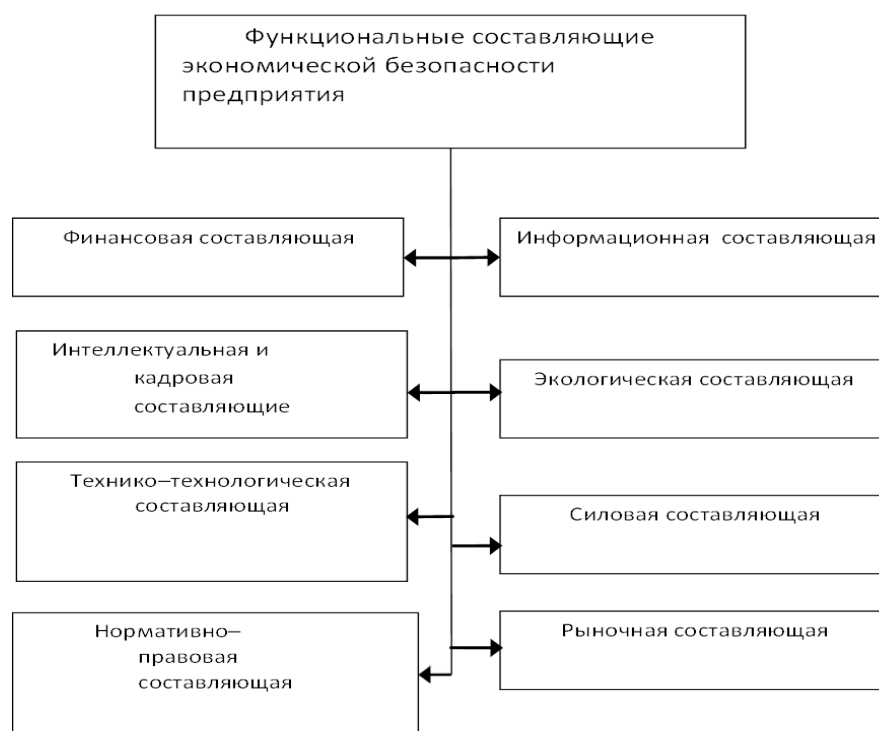 Функциональные составляющие
экономической безопасности
предприятия
Финансовая составляющая
Информационная составляющая
Интеллектуальная и
кадровая
составляющие
Экологическая составляющая
Технико–технологическая
составляющая
Силовая составляющая
Нормативно–
правовая
составляющая
Рыночная составляющая